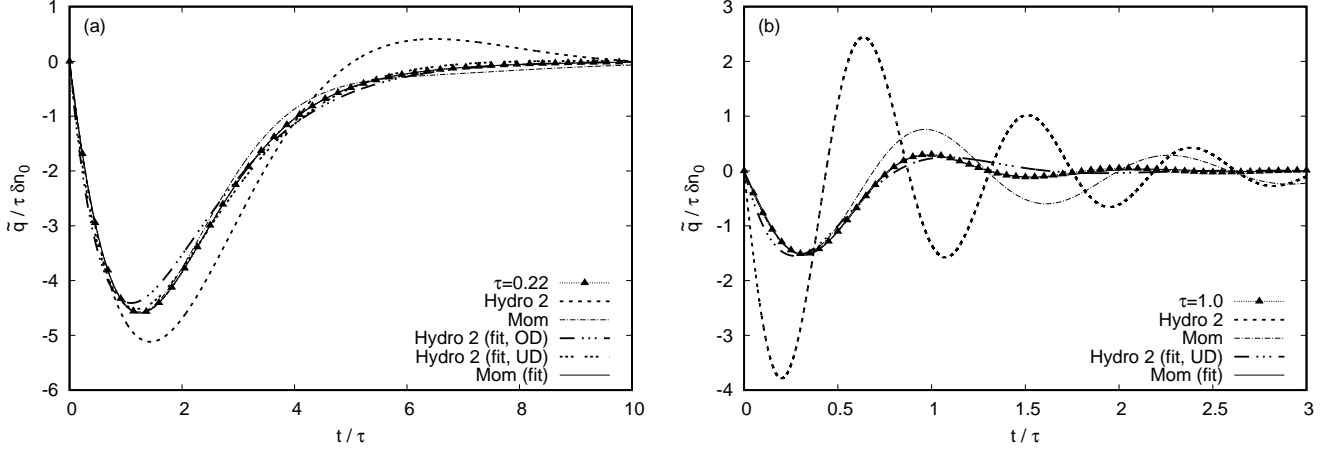 (a)
1
0
-1
-2
-3
-4
-5
-6
q̃ / τ δn₀
τ=0.22
Hydro 2
Mom
Hydro 2 (fit, OD)
Hydro 2 (fit, UD)
Mom (fit)
0 2 4 6 8 10
t / τ
(b)
3
2
1
0
-1
-2
-3
-4
q̃ / τ δn₀
τ=1.0
Hydro 2
Mom
Hydro 2 (fit, UD)
Mom (fit)
0 0.5 1 1.5 2 2.5 3
t / τ